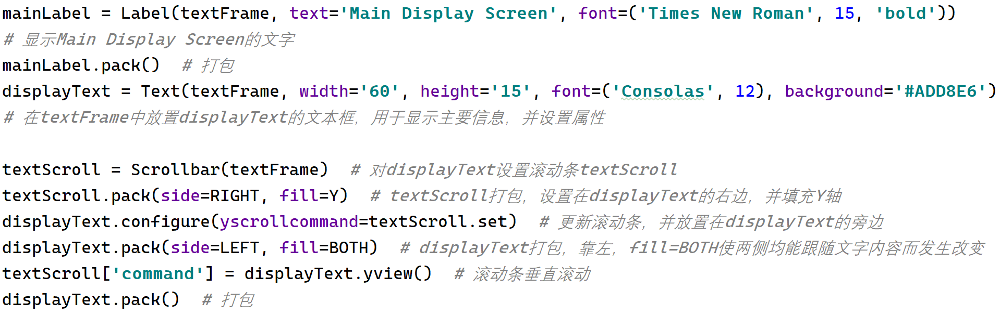 mainLabel = Label(textFrame, text='Main Display Screen', font=('Times New Roman', 15, 'bold'))
# 显示Main Display Screen的文字
mainLabel.pack()  # 打包
displayText = Text(textFrame, width='60', height='15', font=('Consolas', 12), background='#ADD8E6')
# 在textFrame中放置displayText的文本框，用于显示主要信息，并设置属性
textScroll = Scrollbar(textFrame)  # 对displayText设置滚动条textScroll
textScroll.pack(side=RIGHT, fill=Y)  # textScroll打包，设置在displayText的右边，并填充Y轴
displayText.configure(yscrollcommand=textScroll.set)  # 更新滚动条，并放置在displayText的旁边
displayText.pack(side=LEFT, fill=BOTH)  # displayText打包，靠左，fill=BOTH使两侧均能跟随文字内容而发生改变
textScroll['command'] = displayText.yview()  # 滚动条垂直滚动
displayText.pack()  # 打包